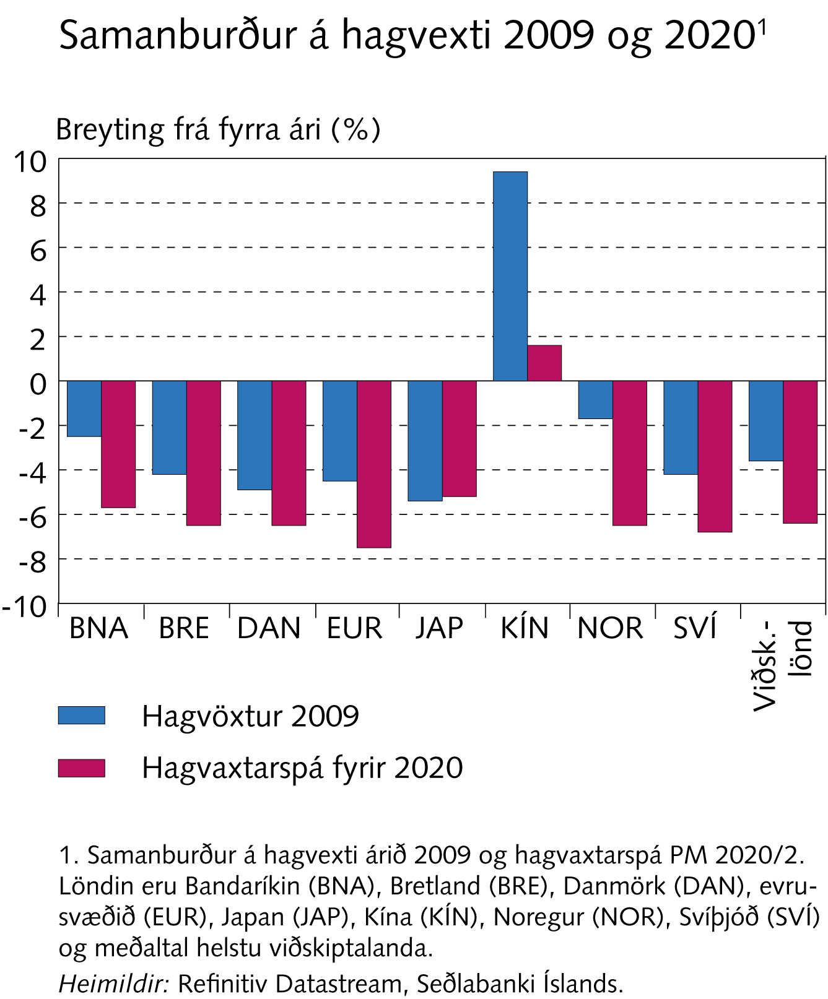 Samanburður á hagvexti 2009 og 2020¹
Breyting frá fyrra ári (%)
10
8
6
4
2
0
-2
-4
-6
-8
-10
BNA BRE DAN EUR JAP KÍN NOR SVÍ
Viðsk.-
lönd
Hagvöxtur 2009
Hagvaxtarspá fyrir 2020
1. Samanburður á hagvexti árið 2009 og hagvaxtarspá PM 2020/2.
Löndin eru Bandaríkin (BNA), Bretland (BRE), Danmörk (DAN), evru-
svæðið (EUR), Japan (JAP), Kína (KÍN), Noregur (NOR), Svíþjóð (SVÍ)
og meðaltal helstu viðskiptalanda.
Heimildir: Refinitiv Datastream, Seðlabanki Íslands.